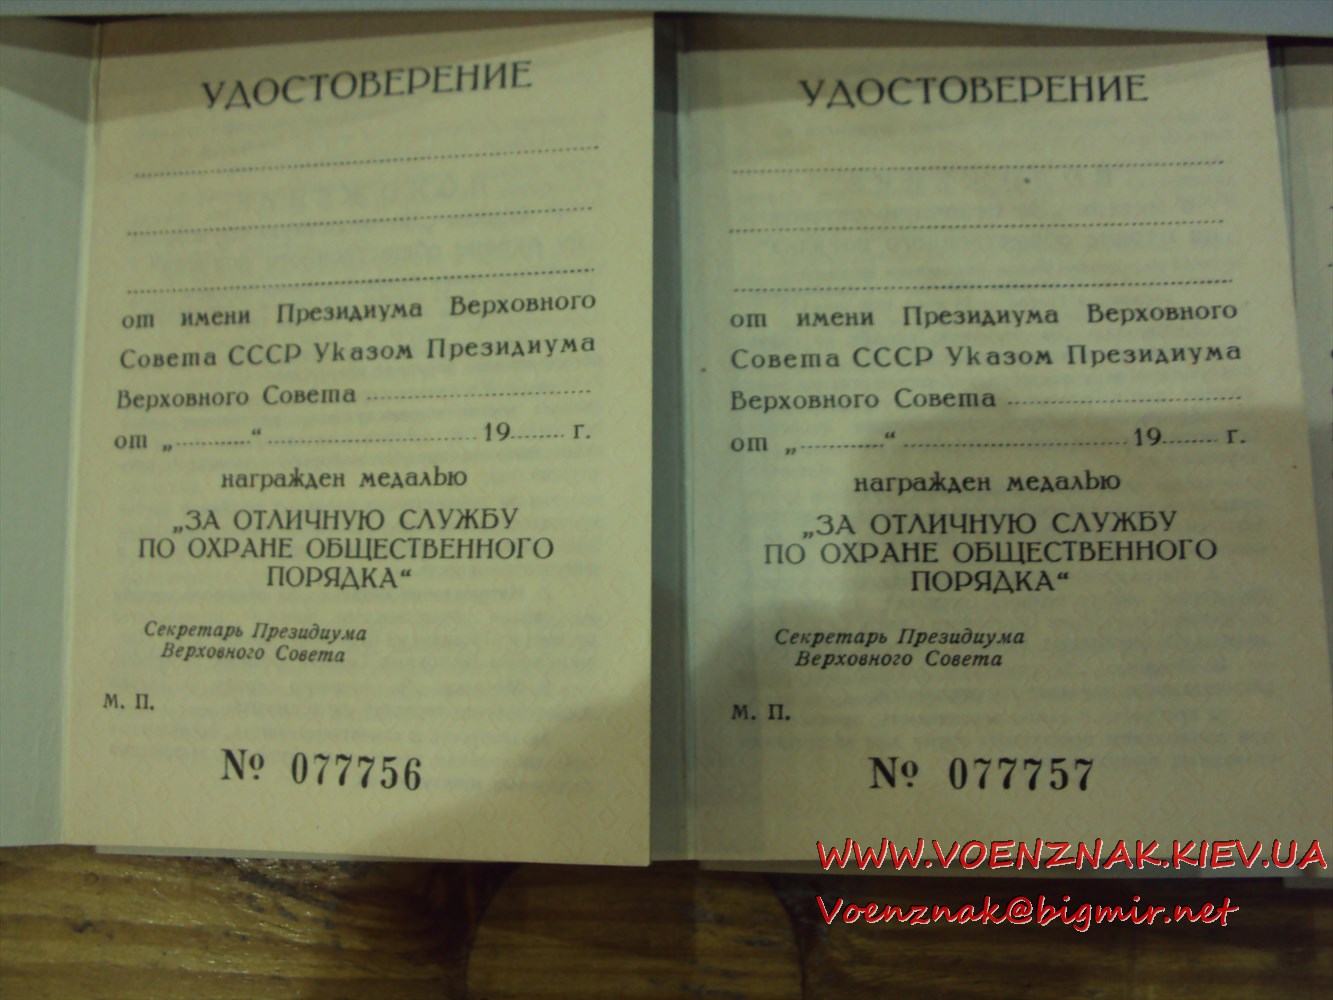 УДОСТОВЕРЕНИЕ
от имени Президиума Верховного
Совета СССР Указом Президиума
Верховного Совета ....................
от „............“ .............................. 19........ г.
награжден медалью
„ЗА ОТЛИЧНУЮ СЛУЖБУ
ПО ОХРАНЕ ОБЩЕСТВЕННОГО
ПОРЯДКА“
Секретарь Президиума
Верховного Совета
М. П.
№ 077756
УДОСТОВЕРЕНИЕ
от имени Президиума Верховного
Совета СССР Указом Президиума
Верховного Совета ....................
от „............“ .............................. 19........ г.
награжден медалью
„ЗА ОТЛИЧНУЮ СЛУЖБУ
ПО ОХРАНЕ ОБЩЕСТВЕННОГО
ПОРЯДКА“
Секретарь Президиума
Верховного Совета
М. П.
№ 077757
WWW.VOENZNAK.KIEV.UA
Voenznak@bigmir.net